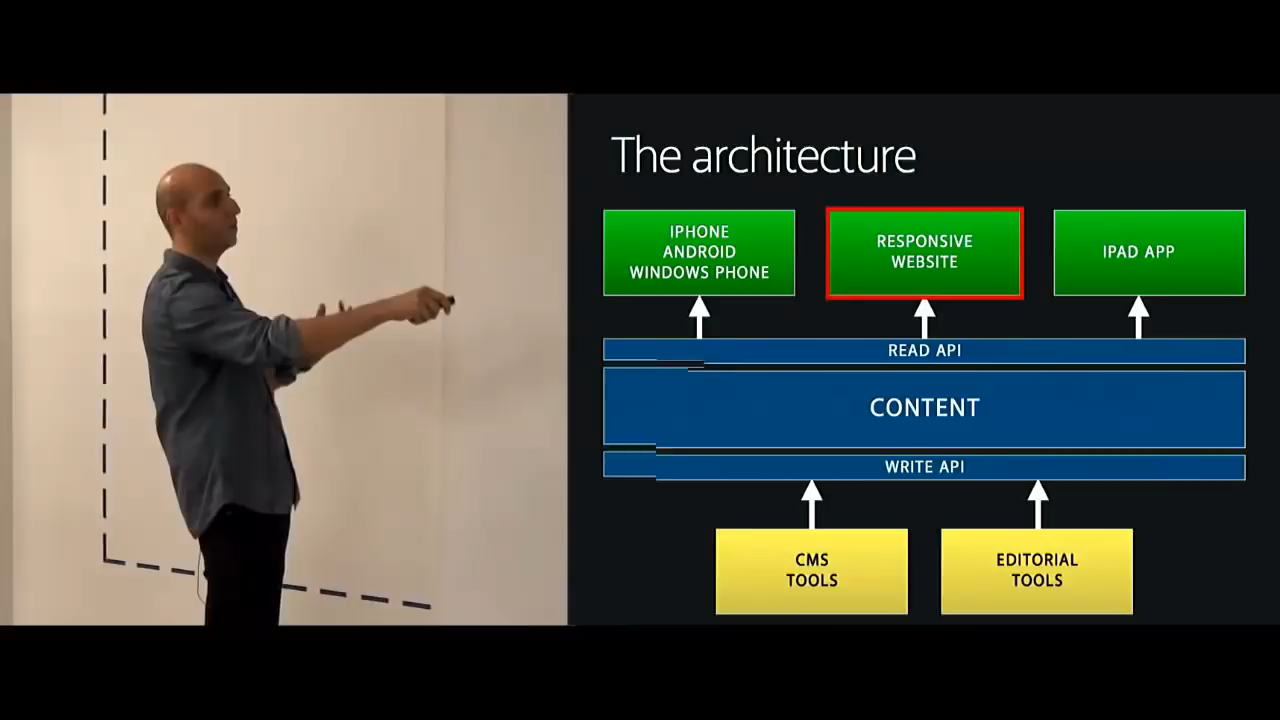 The architecture
IPHONE
ANDROID
WINDOWS PHONE
RESPONSIVE
WEBSITE
IPAD APP
READ API
CONTENT
WRITE API
CMS
TOOLS
EDITORIAL
TOOLS